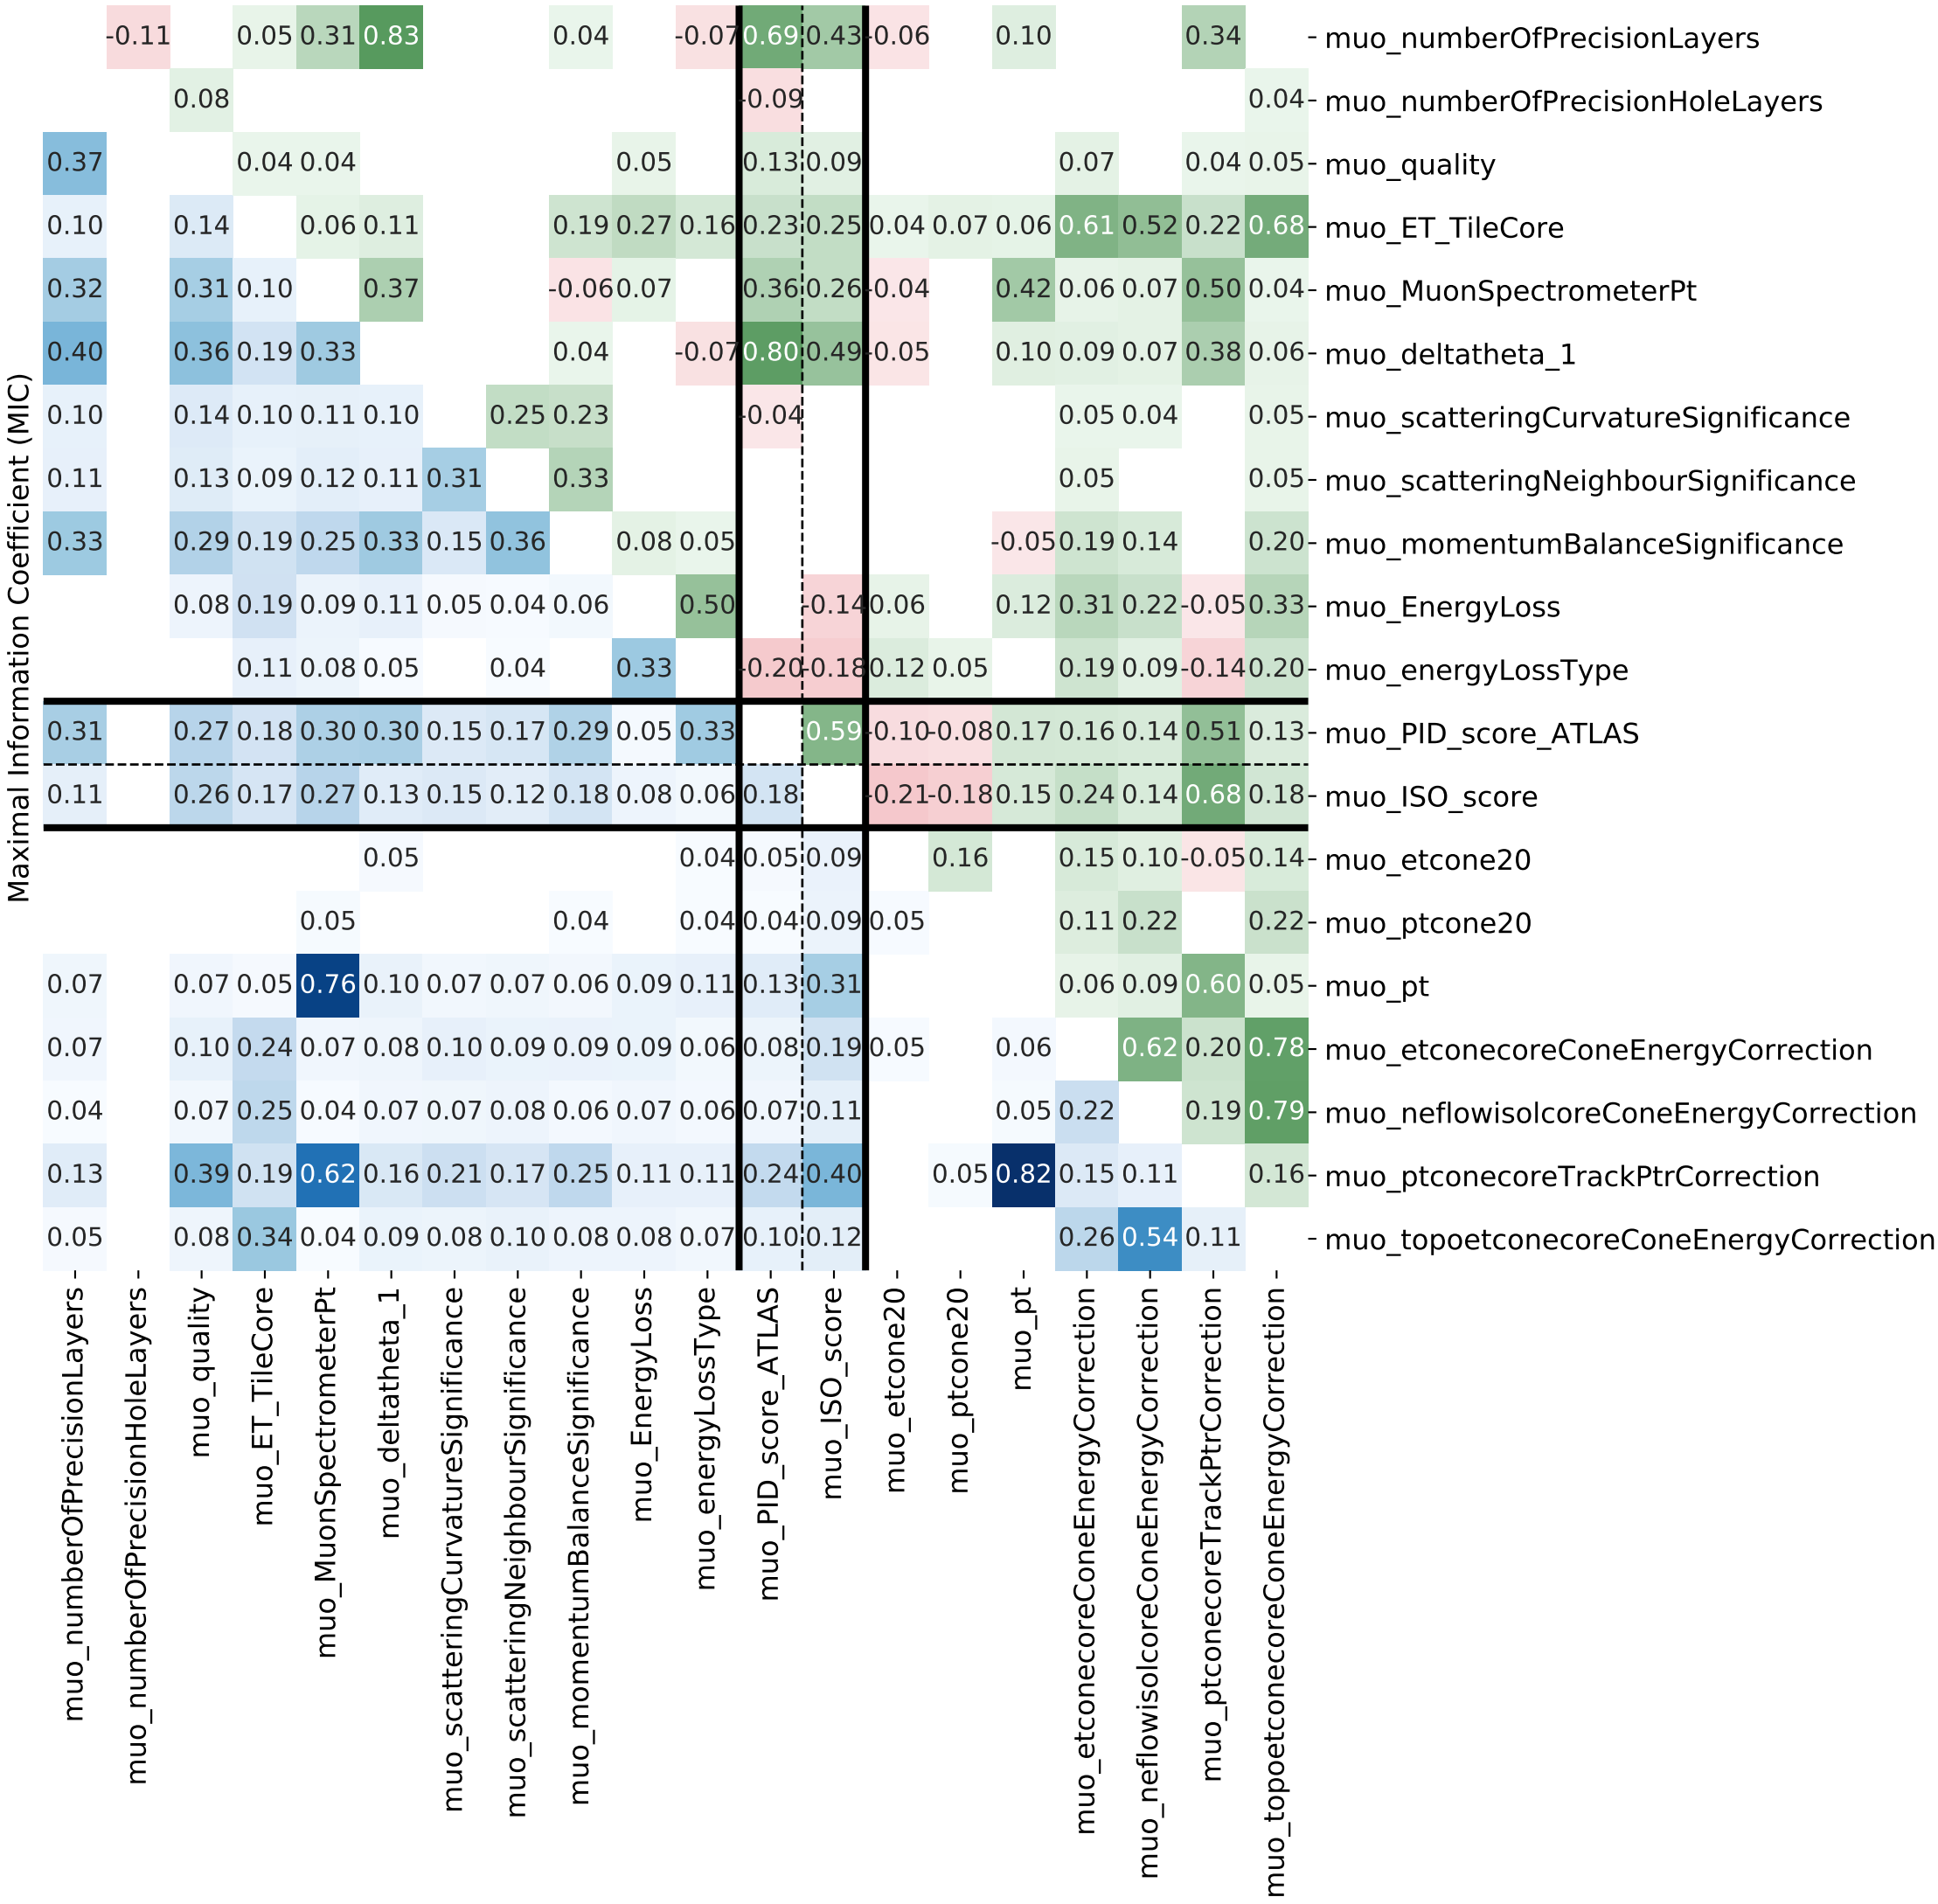 -0.11 0.05 0.31 0.83 0.04 -0.07 0.69 0.43 -0.06 0.10 0.34 muo_numberOfPrecisionLayers
0.08 -0.09 0.04 muo_numberOfPrecisionHoleLayers
0.37 0.04 0.04 0.05 0.13 0.09 0.07 0.04 0.05 muo_quality
0.10 0.14 0.06 0.11 0.19 0.27 0.16 0.23 0.25 0.04 0.07 0.06 0.61 0.52 0.22 0.68 muo_ET_TileCore
0.32 0.31 0.10 0.37 -0.06 0.07 0.36 0.26 -0.04 0.42 0.06 0.07 0.50 0.04 muo_MuonSpectrometerPt
0.40 0.36 0.19 0.33 0.04 -0.07 0.80 0.49 -0.05 0.10 0.09 0.07 0.38 0.06 muo_deltatheta_1
0.10 0.14 0.10 0.11 0.10 0.25 0.23 -0.04 0.05 0.04 0.05 muo_scatteringCurvatureSignificance
0.11 0.13 0.09 0.12 0.11 0.31 0.33 0.05 0.05 muo_scatteringNeighbourSignificance
0.33 0.29 0.19 0.25 0.33 0.15 0.36 0.08 0.05 -0.05 0.19 0.14 0.20 muo_momentumBalanceSignificance
0.08 0.19 0.09 0.11 0.05 0.04 0.06 0.50 -0.14 0.06 0.12 0.31 0.22 -0.05 0.33 muo_EnergyLoss
0.11 0.08 0.05 0.04 0.33 -0.20 -0.18 0.12 0.05 0.19 0.09 -0.14 0.20 muo_energyLossType
0.31 0.27 0.18 0.30 0.30 0.15 0.17 0.29 0.05 0.33 0.59 -0.10 -0.08 0.17 0.16 0.14 0.51 0.13 muo_PID_score_ATLAS
0.11 0.26 0.17 0.27 0.13 0.15 0.12 0.18 0.08 0.06 0.18 -0.21 -0.18 0.15 0.24 0.14 0.68 0.18 muo_ISO_score
0.05 0.04 0.05 0.09 0.16 0.15 0.10 -0.05 0.14 muo_etcone20
0.05 0.04 0.04 0.04 0.09 0.05 0.11 0.22 0.22 muo_ptcone20
0.07 0.07 0.05 0.76 0.10 0.07 0.07 0.06 0.09 0.11 0.13 0.31 0.06 0.09 0.60 0.05 muo_pt
0.07 0.10 0.24 0.07 0.08 0.10 0.09 0.09 0.09 0.06 0.08 0.19 0.05 0.06 0.62 0.20 0.78 muo_etconecoreConeEnergyCorrection
0.04 0.07 0.25 0.04 0.07 0.07 0.08 0.06 0.07 0.06 0.07 0.11 0.05 0.22 0.19 0.79 muo_neflowisolcoreConeEnergyCorrection
0.13 0.39 0.19 0.62 0.16 0.21 0.17 0.25 0.11 0.11 0.24 0.40 0.05 0.82 0.15 0.11 0.16 muo_ptconecoreTrackPtrCorrection
0.05 0.08 0.34 0.04 0.09 0.08 0.10 0.08 0.08 0.07 0.10 0.12 0.26 0.54 0.11 muo_topoetconecoreConeEnergyCorrection
Maximal Information Coefficient (MIC)
muo_numberOfPrecisionLayers
muo_numberOfPrecisionHoleLayers
muo_quality
muo_ET_TileCore
muo_MuonSpectrometerPt
muo_deltatheta_1
muo_scatteringCurvatureSignificance
muo_scatteringNeighbourSignificance
muo_momentumBalanceSignificance
muo_EnergyLoss
muo_energyLossType
muo_PID_score_ATLAS
muo_ISO_score
muo_etcone20
muo_ptcone20
muo_pt
muo_etconecoreConeEnergyCorrection
muo_neflowisolcoreConeEnergyCorrection
muo_ptconecoreTrackPtrCorrection
muo_topoetconecoreConeEnergyCorrection